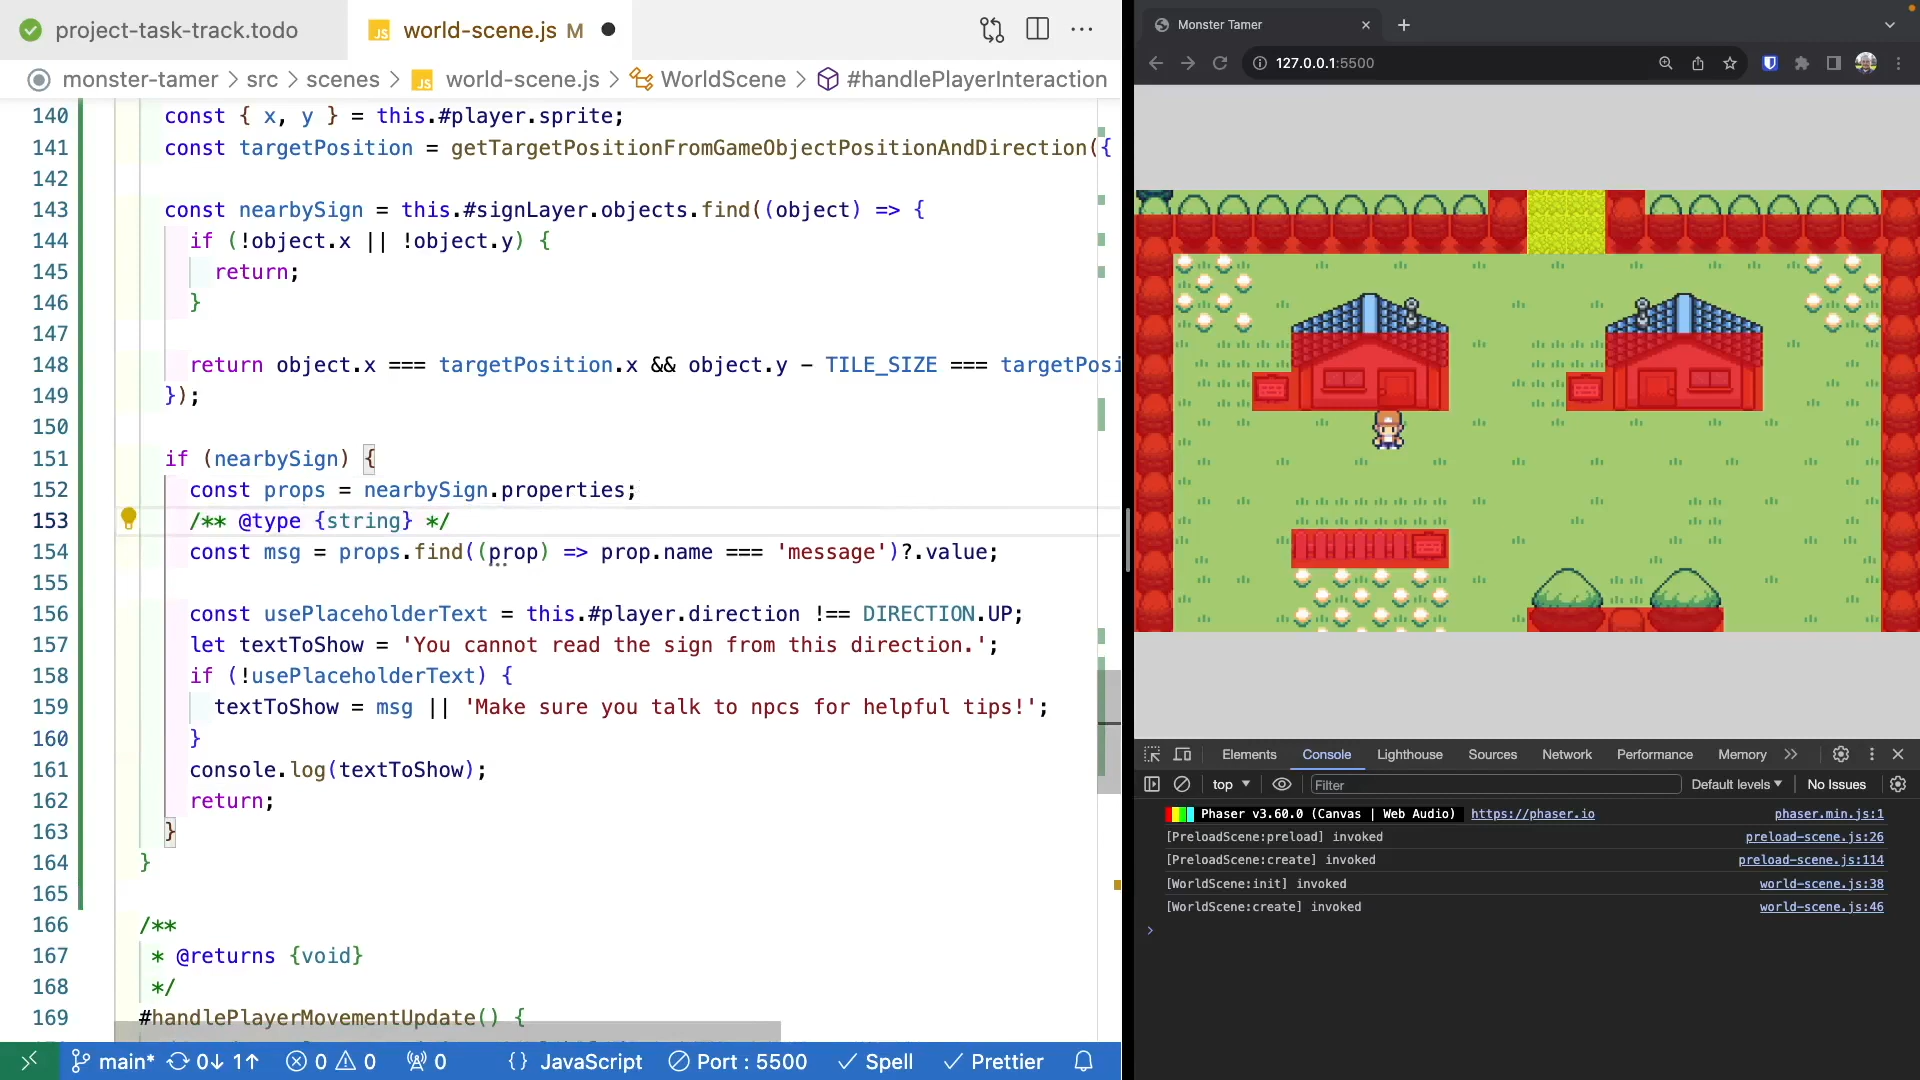 project-task-track.todo
JS world-scene.js M
monster-tamer > src > scenes > JS world-scene.js > WorldScene > #handlePlayerInteraction
140 const { x, y } = this.#player.sprite;
141 const targetPosition = getTargetPositionFromGameObjectPositionAndDirection({
142
143 const nearbySign = this.#signLayer.objects.find((object) => {
144 if (!object.x || !object.y) {
145 return;
146 }
147
148 return object.x === targetPosition.x && object.y - TILE_SIZE === targetPosi
149 });
150
151 if (nearbySign) {
152 const props = nearbySign.properties;
153 /** @type {string} */
154 const msg = props.find((prop) => prop.name === 'message')?.value;
155
156 const usePlaceholderText = this.#player.direction !== DIRECTION.UP;
157 let textToShow = 'You cannot read the sign from this direction.';
158 if (!usePlaceholderText) {
159 textToShow = msg || 'Make sure you talk to npcs for helpful tips!';
160 }
161 console.log(textToShow);
162 return;
163 }
164 }
165
166 /**
167 * @returns {void}
168 */
169 #handlePlayerMovementUpdate() {
main* 0↓ 1↑ 0 0 0 {} JavaScript Port : 5500 Spell Prettier
Monster Tamer
127.0.0.1:5500
Elements Console Lighthouse Sources Network Performance Memory
top Filter Default levels No Issues
Phaser v3.60.0 (Canvas | Web Audio) https://phaser.io phaser.min.js:1
[PreloadScene:preload] invoked preload-scene.js:26
[PreloadScene:create] invoked preload-scene.js:114
[WorldScene:init] invoked world-scene.js:38
[WorldScene:create] invoked world-scene.js:46